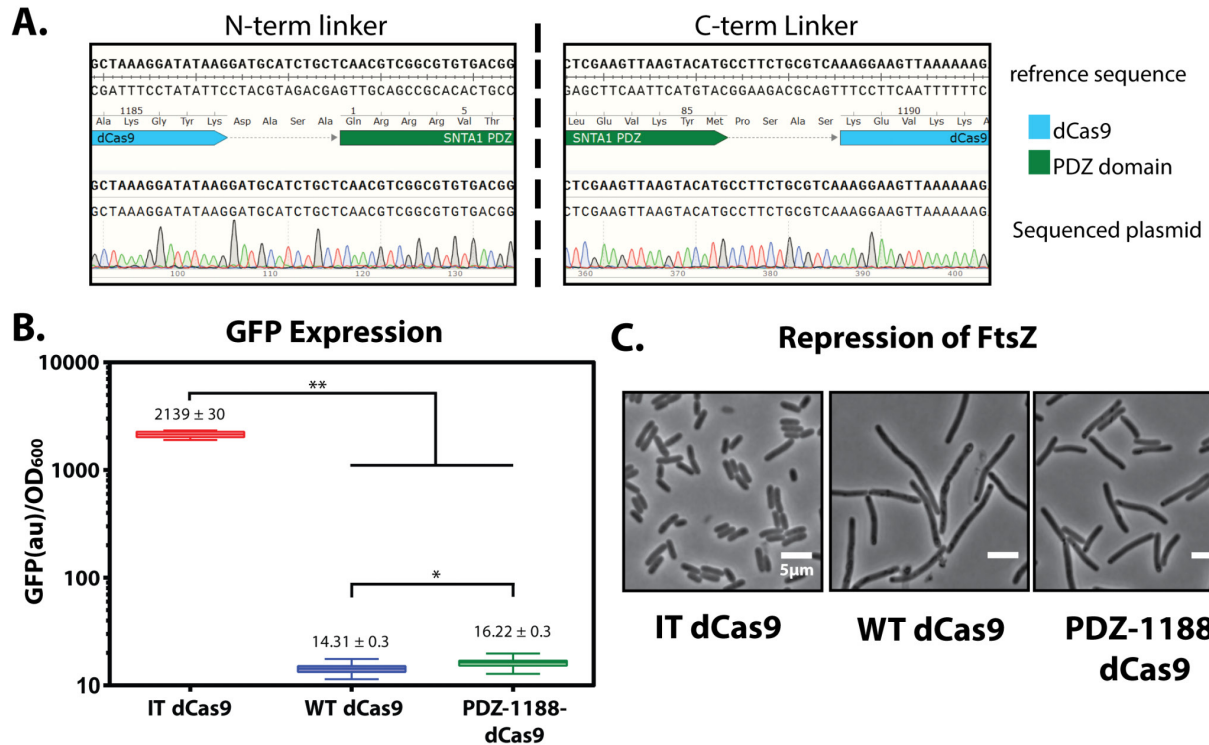 A.
N-term linker
C-term Linker
GCTAAAGGATATAAGGATGCATCTGCTCAACGTCGGCGTGTGACGG
CGATTTCCTATATTCCTACGTAGACGAGTTGCAGCCGCACACTGCC
1185 1 5
Ala Lys Gly Tyr Lys Asp Ala Ser Ala Gln Arg Arg Arg Val Thr
dCas9 SNTA1 PDZ
GCTAAAGGATATAAGGATGCATCTGCTCAACGTCGGCGTGTGACGG
GCTAAAGGATATAAGGATGCATCTGCTCAACGTCGGCGTGTGACGG
100 110 120 130
CTCGAAGTTAAGTACATGCCTTCTGCGTCAAAGGAAGTTAAAAAAG
GAGCTTCAATTCATGTACGGAAGACGCAGTTTCCTTCAATTTTTTC
85 1190
Leu Glu Val Lys Tyr Met Pro Ser Ala Ser Lys Glu Val Lys Lys
SNTA1 PDZ dCas9
CTCGAAGTTAAGTACATGCCTTCTGCGTCAAAGGAAGTTAAAAAAG
CTCGAAGTTAAGTACATGCCTTCTGCGTCAAAGGAAGTTAAAAAAG
360 370 380 390 400
refrence sequence
dCas9
PDZ domain
Sequenced plasmid
B.
GFP Expression
GFP(au)/OD600
10000
1000
100
10
**
2139 ± 30
*
14.31 ± 0.3
16.22 ± 0.3
IT dCas9
WT dCas9
PDZ-1188-
dCas9
C.
Repression of FtsZ
5μm
IT dCas9
WT dCas9
PDZ-1188
dCas9